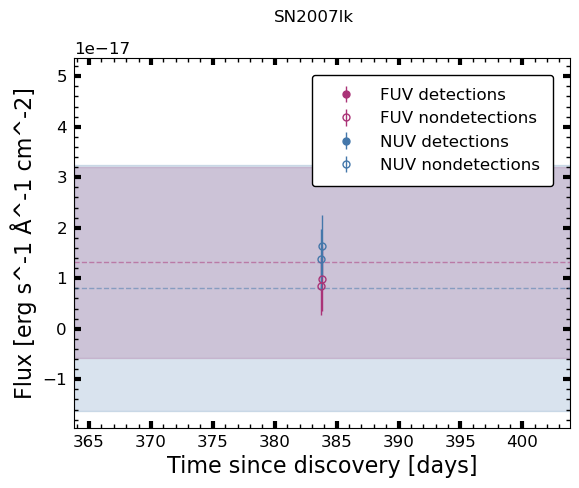 SN2007lk
1e−17
5
4
3
2
1
0
−1
Flux [erg s^-1 Å^-1 cm^-2]
FUV detections
FUV nondetections
NUV detections
NUV nondetections
365 370 375 380 385 390 395 400
Time since discovery [days]